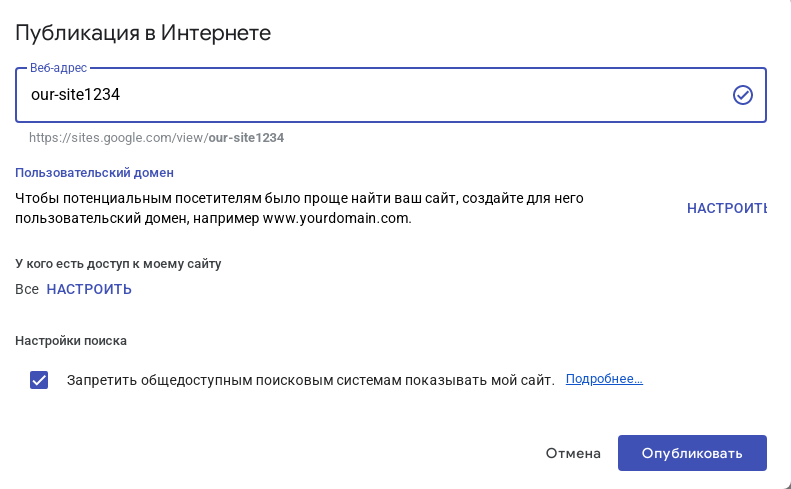 Публикация в Интернете
Веб-адрес
our-site1234
https://sites.google.com/view/our-site1234
Пользовательский домен
Чтобы потенциальным посетителям было проще найти ваш сайт, создайте для него
пользовательский домен, например www.yourdomain.com.
НАСТРОИТЬ
У кого есть доступ к моему сайту
Все НАСТРОИТЬ
Настройки поиска
Запретить общедоступным поисковым системам показывать мой сайт. Подробнее…
Отмена Опубликовать